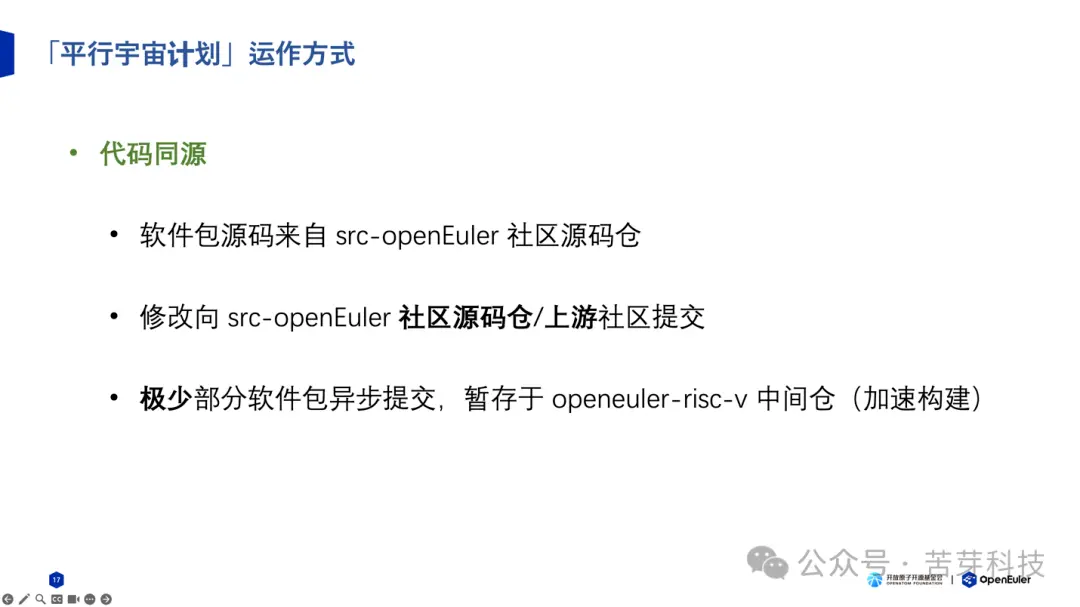 「平行宇宙计划」运作方式
• 代码同源
• 软件包源码来自 src-openEuler 社区源码仓
• 修改向 src-openEuler 社区源码仓/上游社区提交
• 极少部分软件包异步提交，暂存于 openeuler-risc-v 中间仓（加速构建）
公众号 · 苦芽科技
17
开放原子开源基金会
OPENATOM FOUNDATION
OpenEuler
CC